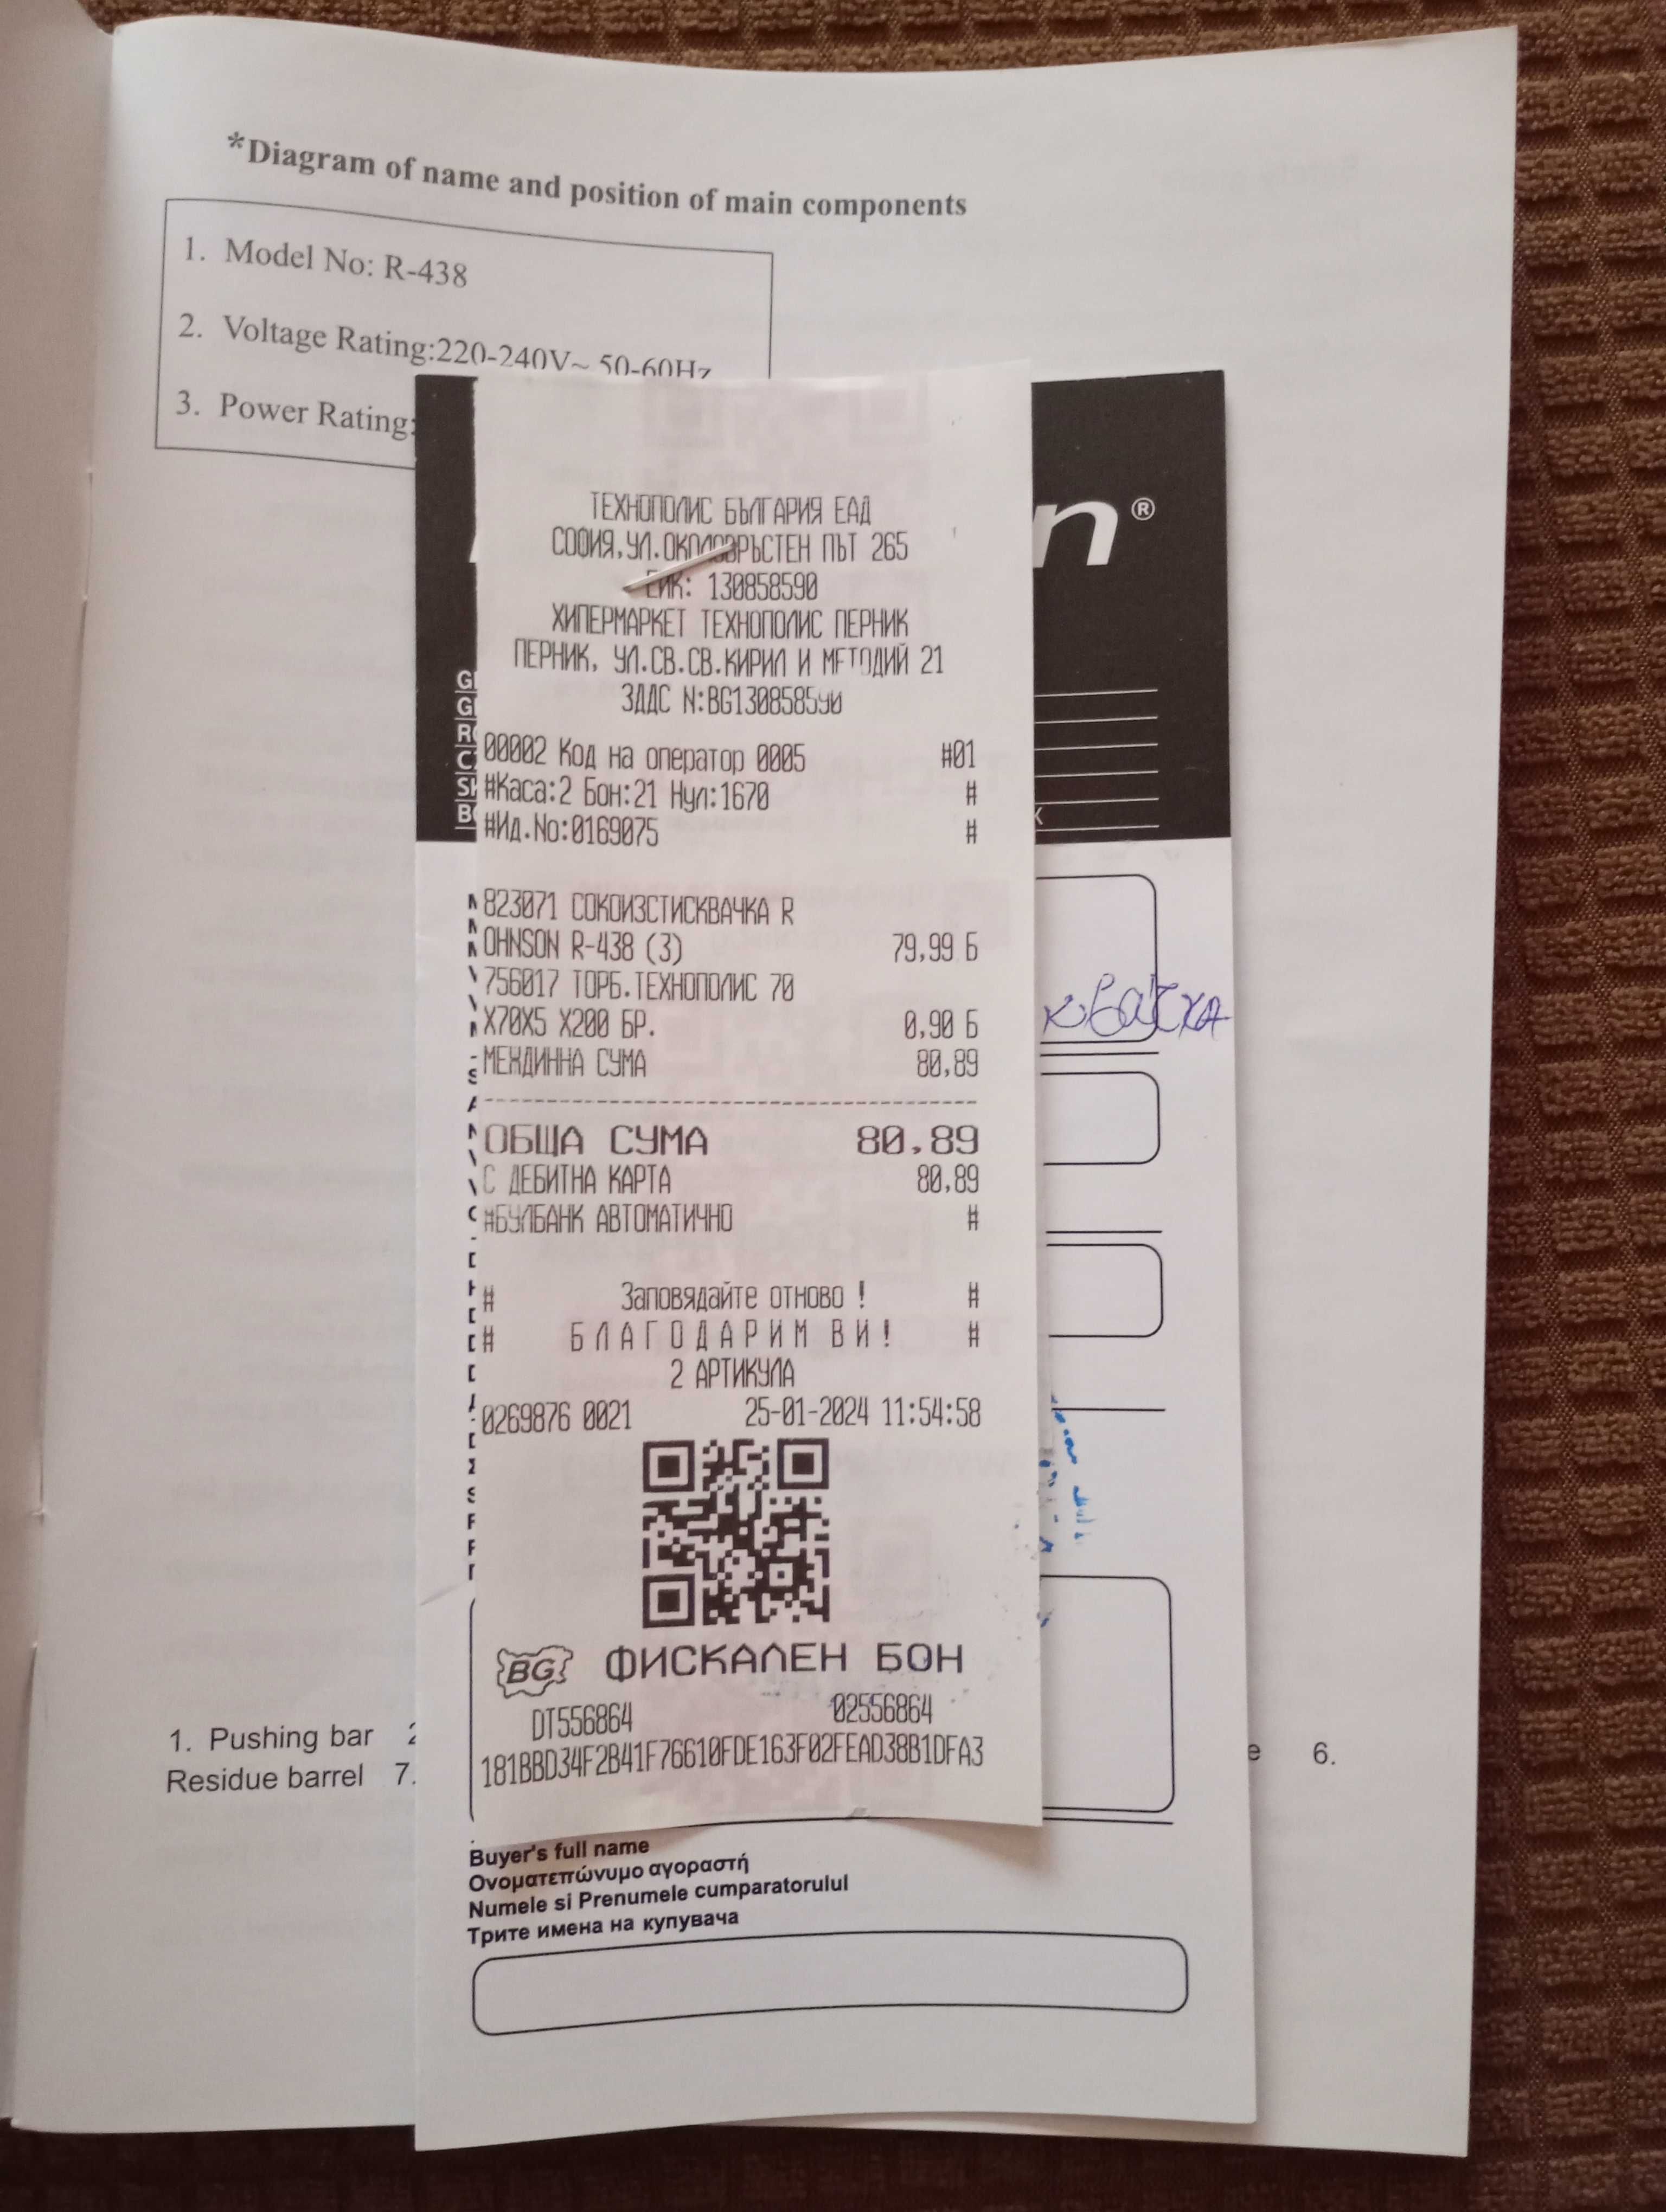 *Diagram of name and position of main components
1. Model No: R-438
2. Voltage Rating:220-240V~ 50-60Hz
3. Power Rating:
n®
ТЕХНОПОЛИС БЪЛГАРИЯ ЕАД
СОФИЯ,УЛ.ОКОЛОВРЪСТЕН ПЪТ 265
ЕИК: 130858590
ХИПЕРМАРКЕТ ТЕХНОПОЛИС ПЕРНИК
ПЕРНИК, УЛ.СВ.СВ.КИРИЛ И МЕТОДИЙ 21
ЗДДС N:BG130858590
00002 Код на оператор 0005 #01
#Каса:2 Бон:21 Нул:1670 #
#Ид.No:0169075 #
823071 СОКОИЗСТИСКВАЧКА R
OHNSON R-438 (3) 79,99 Б
756017 ТОРБ.ТЕХНОПОЛИС 70
X70X5 X200 БР. 0,90 Б
МЕЖДИННА СУМА 80,89
ОБЩА СУМА 80,89
С ДЕБИТНА КАРТА 80,89
#БУЛБАНК АВТОМАТИЧНО #
# Заповядайте отново ! #
# Б Л А Г О Д А Р И М В И ! #
2 АРТИКУЛА
0269876 0021 25-01-2024 11:54:58
BG ФИСКАЛЕН БОН
DT556864 02556864
181BBD34F2B41F76610FDE163F02FEAD38B1DFA3
квачка
1. Pushing bar 2
e 6.
Residue barrel 7.
Buyer's full name
Ονοματεπώνυμο αγοραστή
Numele si Prenumele cumparatorului
Трите имена на купувача